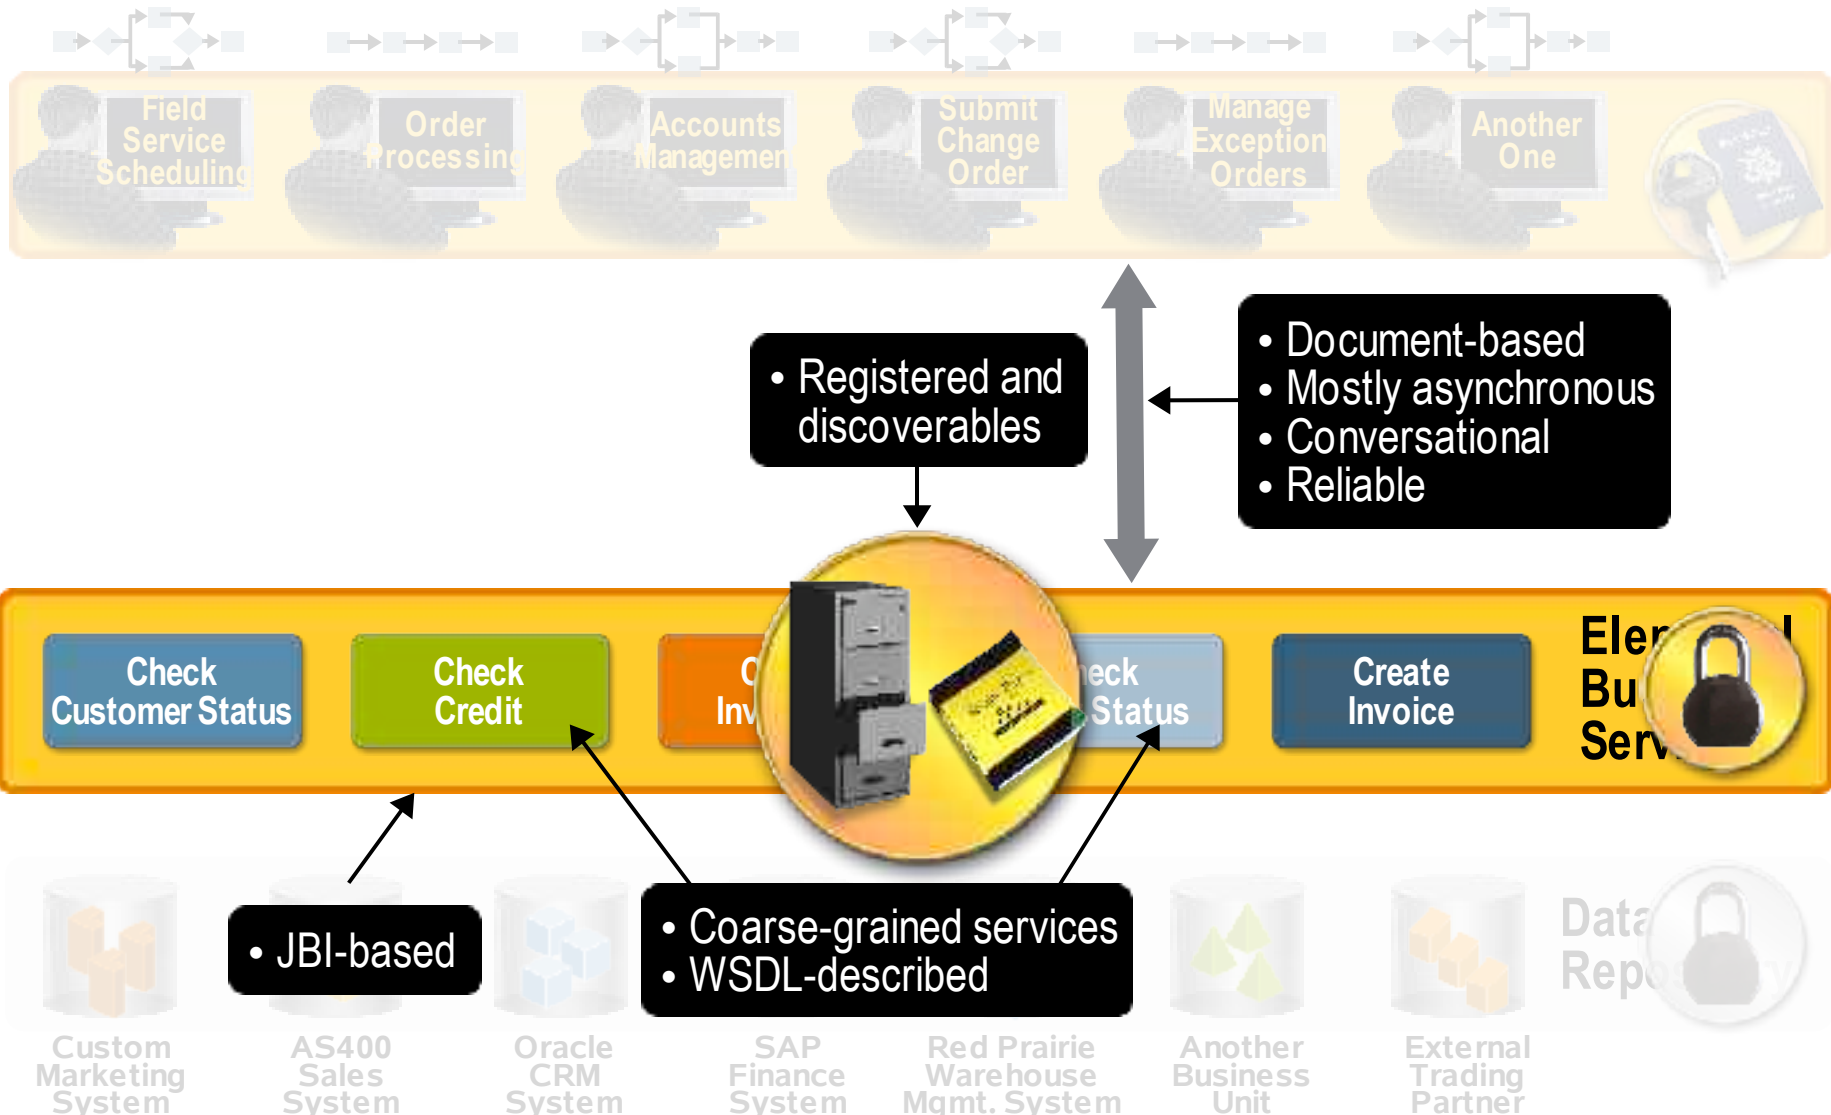 Field
Service
Scheduling
Order
Processing
Accounts
Management
Submit
Change
Order
Manage
Exception
Orders
Another
One
• Registered and
discoverables
• Document-based
• Mostly asynchronous
• Conversational
• Reliable
Check
Customer Status
Check
Credit
Inv
eck
Status
Create
Invoice
Ele
Bu
Serv
• JBI-based
• Coarse-grained services
• WSDL-described
Data
Rep
Custom
Marketing
System
AS400
Sales
System
Oracle
CRM
System
SAP
Finance
System
Red Prairie
Warehouse
Mgmt. System
Another
Business
Unit
External
Trading
Partner